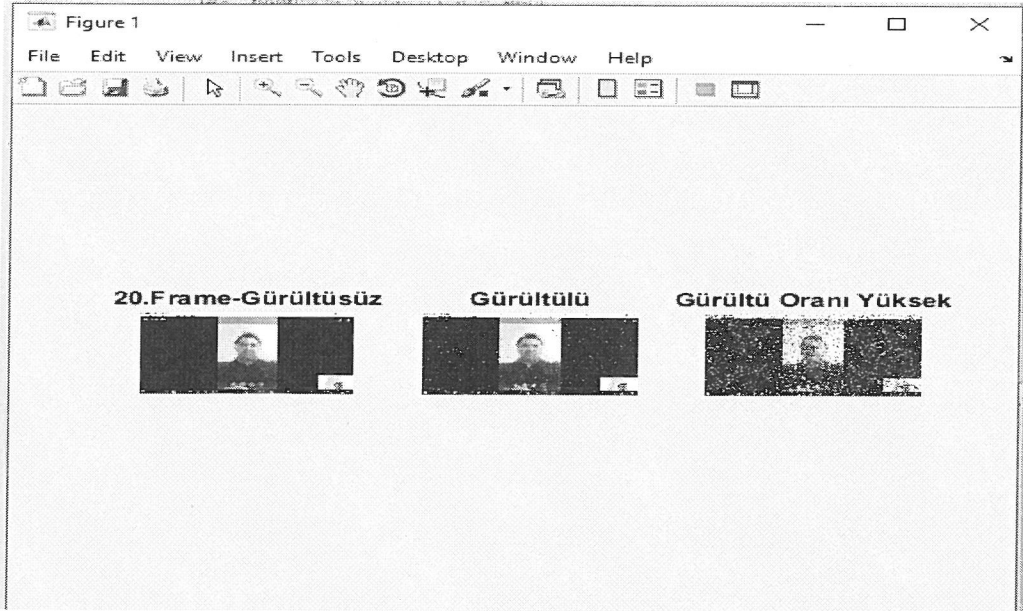 Figure 1
File Edit View Insert Tools Desktop Window Help
20.Frame-Gürültüsüz Gürültülü Gürültü Oranı Yüksek